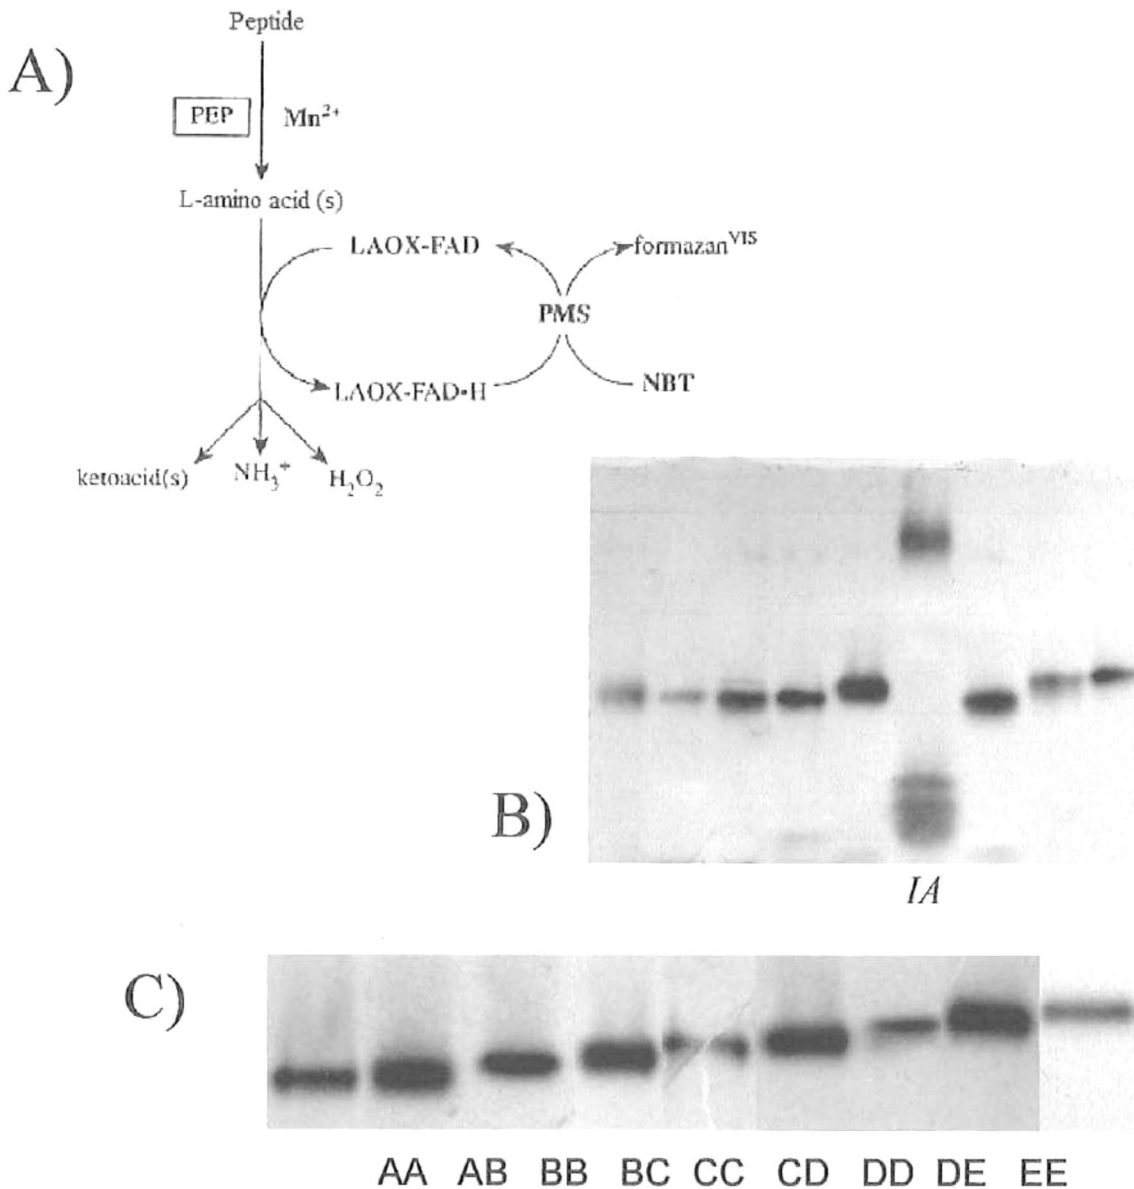 Peptide
A)
PEP Mn²⁺
L-amino acid (s)
LAOX-FAD formazanVIS
PMS
LAOX-FAD•H NBT
ketoacid(s) NH₃⁺ H₂O₂
B)
IA
C)
AA AB BB BC CC CD DD DE EE